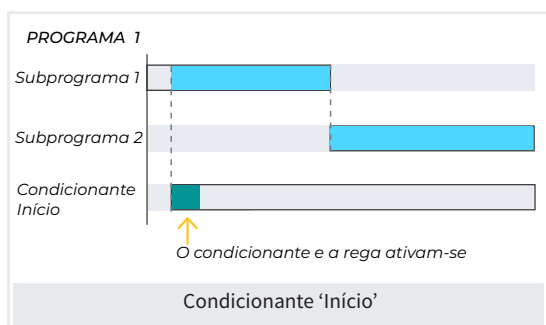 PROGRAMA 1
Subprograma 1
Subprograma 2
Condicionante
Início
O condicionante e a rega ativam-se
Condicionante ‘Início’